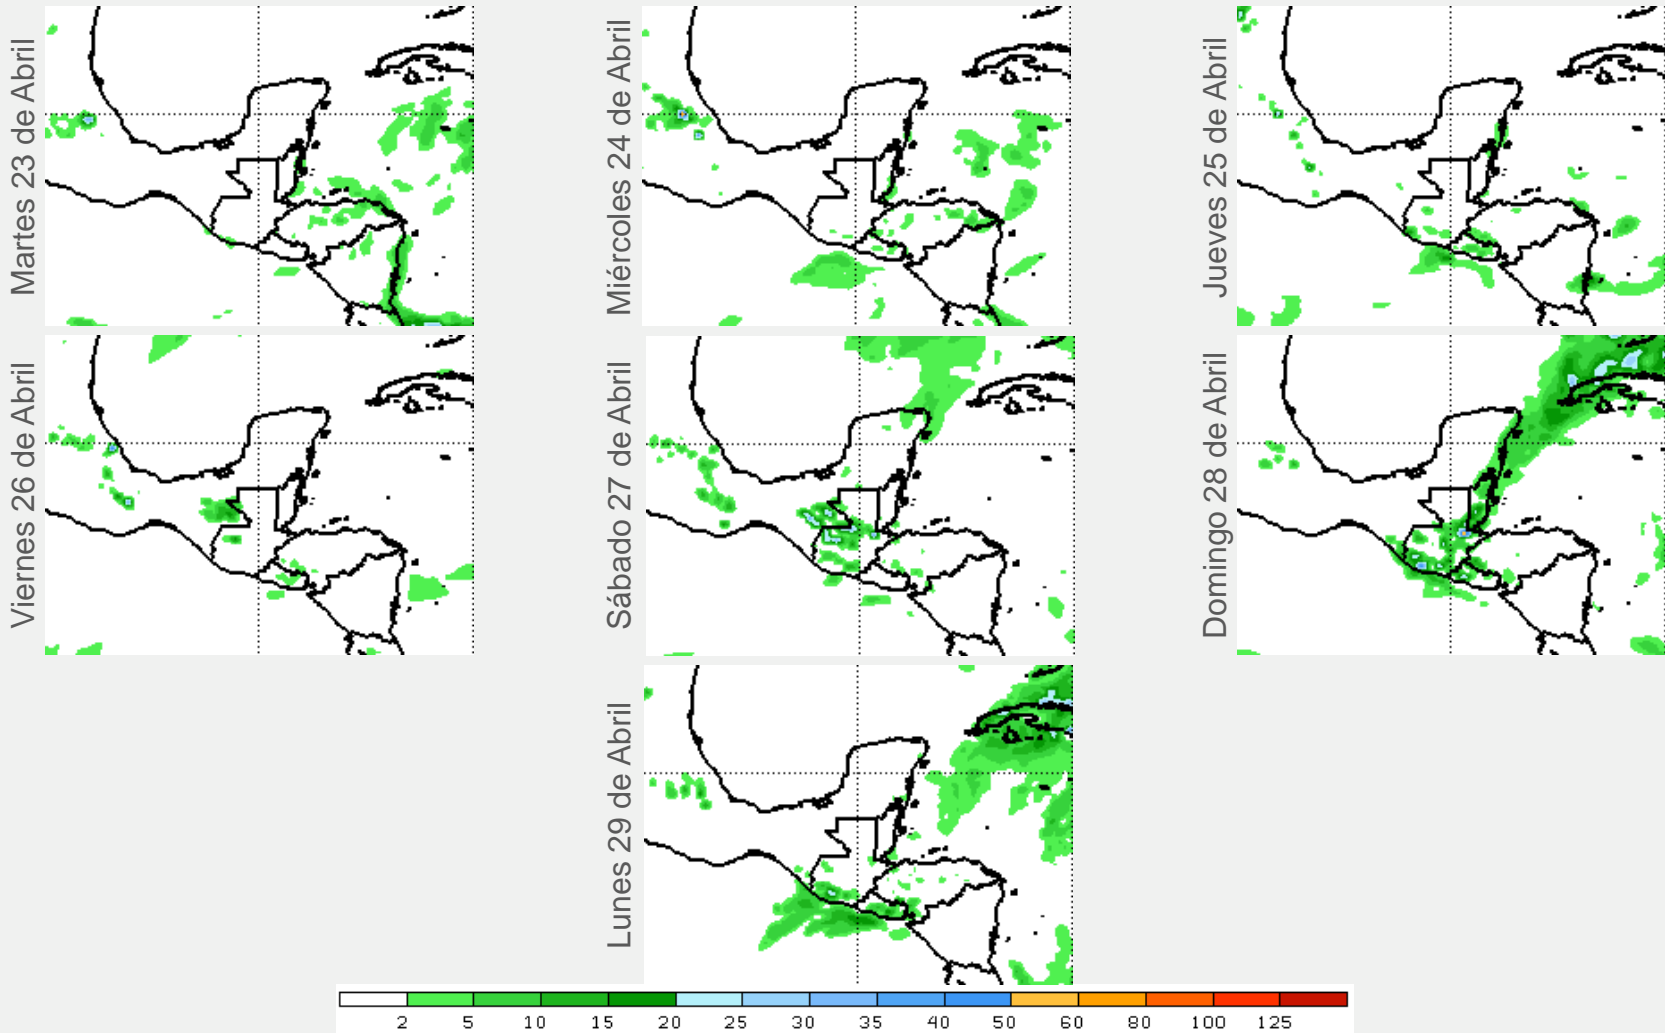 Martes 23 de Abril
Miércoles 24 de Abril
Jueves 25 de Abril
Viernes 26 de Abril
Sábado 27 de Abril
Domingo 28 de Abril
Lunes 29 de Abril
2 5 10 15 20 25 30 35 40 50 60 80 100 125